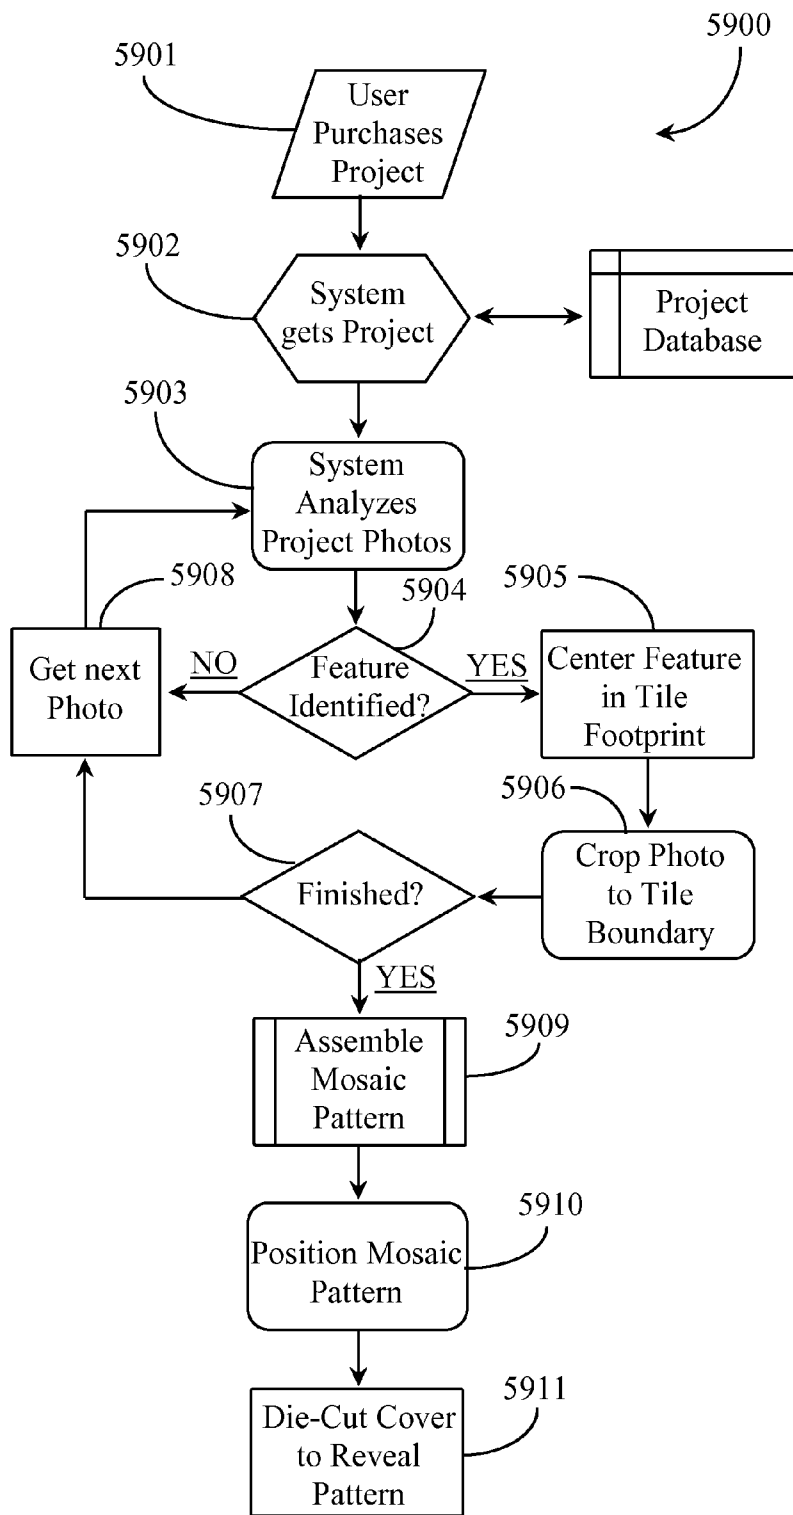 5900
5901
User
Purchases
Project
5902
System
gets Project
Project
Database
5903
System
Analyzes
Project Photos
5908
5904
5905
Get next
Photo
NO
Feature
Identified?
YES
Center Feature
in Tile
Footprint
5907
5906
Finished?
Crop Photo
to Tile
Boundary
YES
Assemble
Mosaic
Pattern
5909
5910
Position Mosaic
Pattern
5911
Die-Cut Cover
to Reveal
Pattern